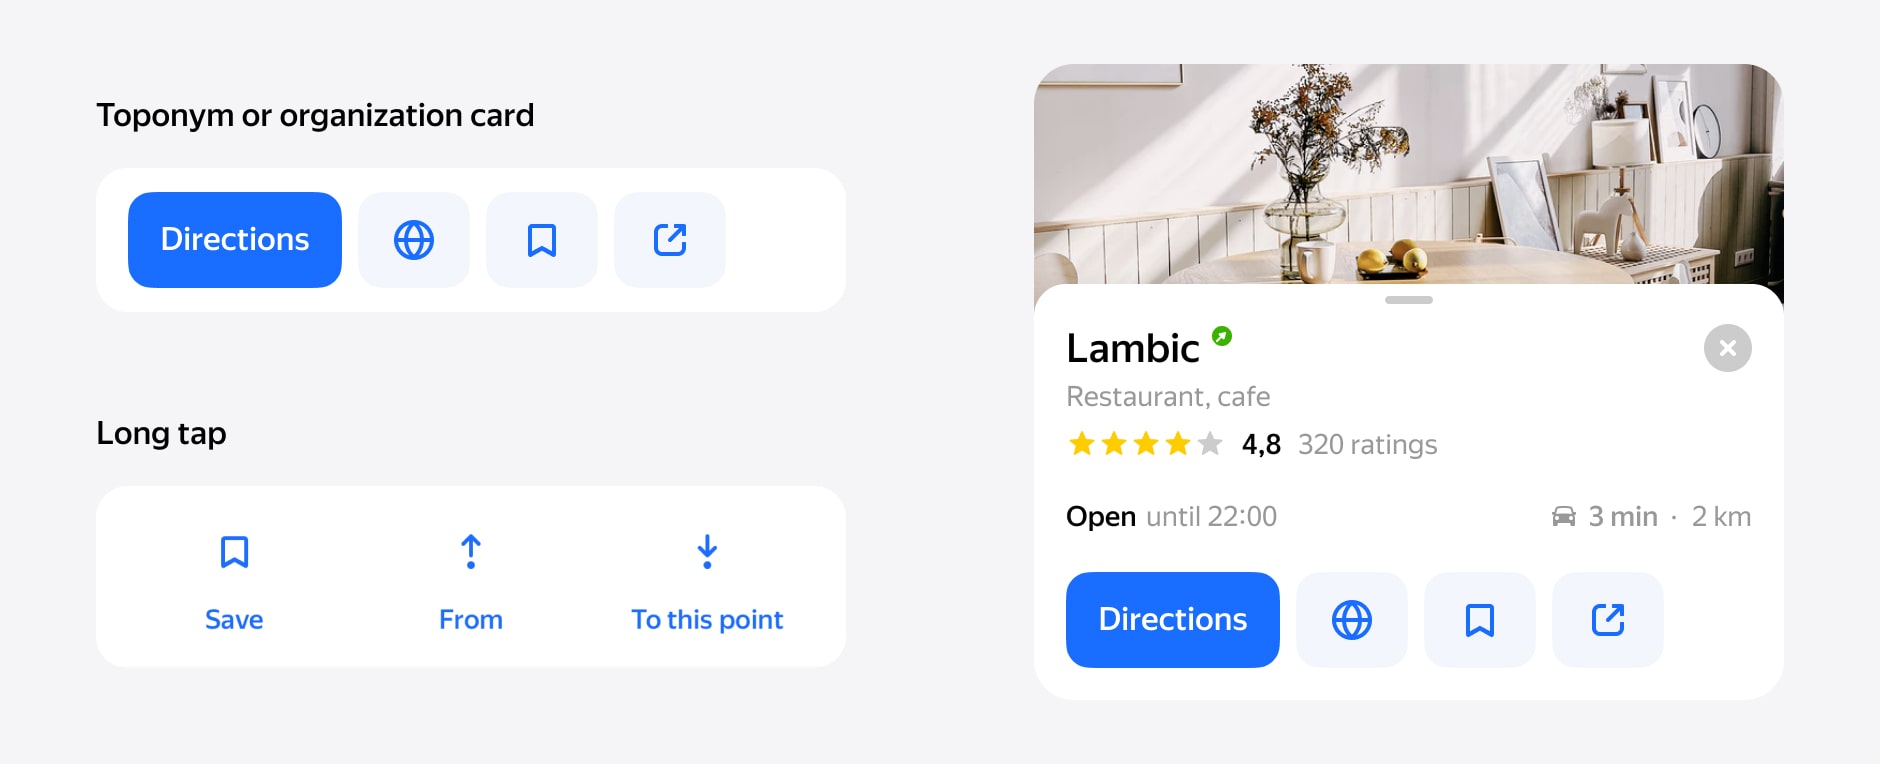 Toponym or organization card
Directions
Long tap
Save
From
To this point
Lambic
Restaurant, cafe
4,8 320 ratings
Open until 22:00
3 min · 2 km
Directions